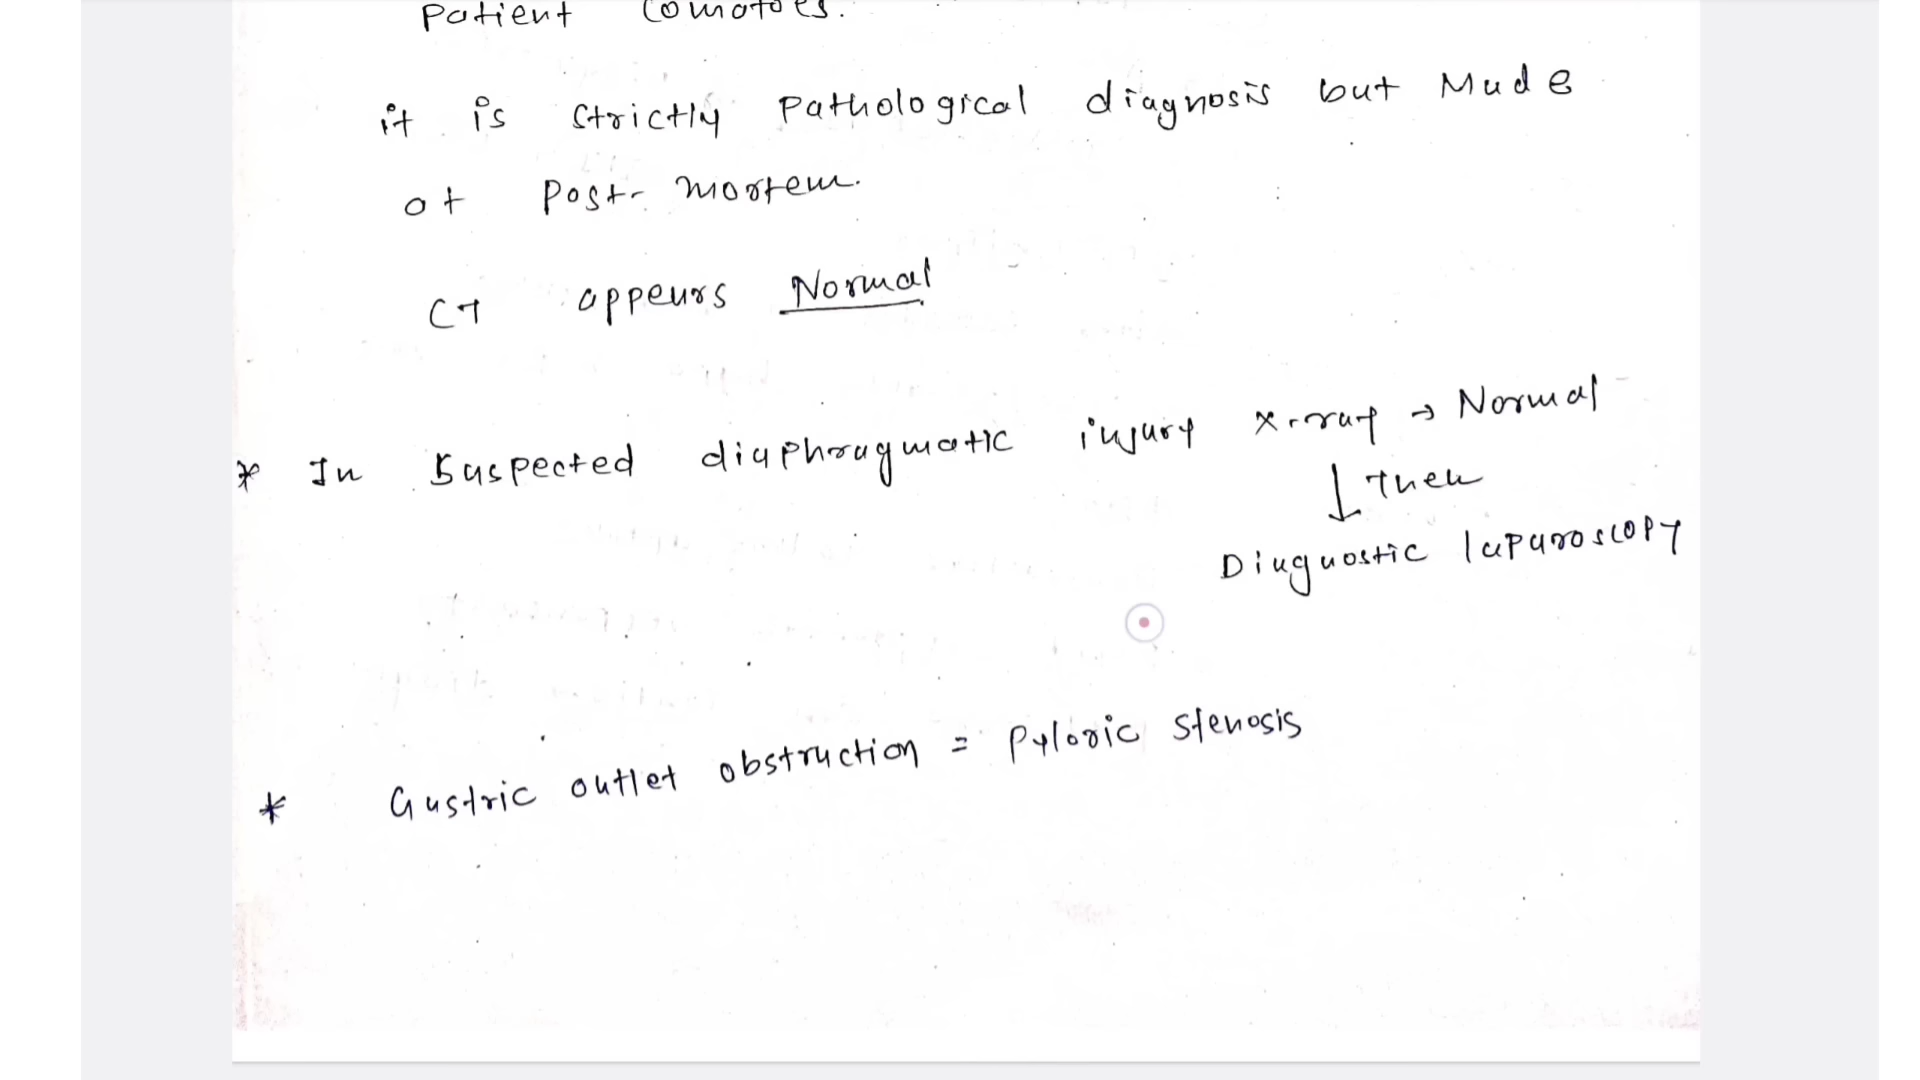 Patient comatoes.
it is strictly pathological diagnosis but Made
at Post-mortem.
CT appears Normal
* In Suspected diaphragmatic injury X-ray → Normal
↓ then
Diagnostic laparoscopy
* Gastric outlet obstruction = Pyloric stenosis